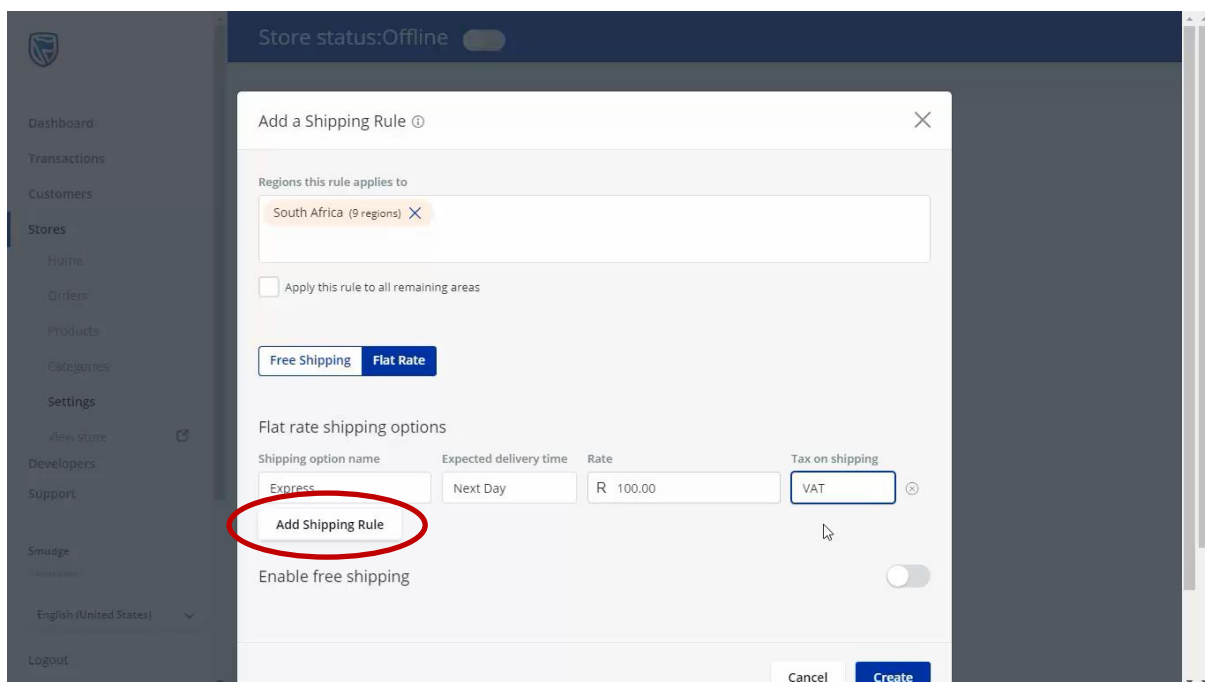 Store status:Offline
Dashboard
Transactions
Customers
Stores
Home
Orders
Products
Categories
Settings
View store
Developers
Support
Smudge
English (United States)
Logout
Add a Shipping Rule
Regions this rule applies to
South Africa (9 regions)
Apply this rule to all remaining areas
Free Shipping Flat Rate
Flat rate shipping options
Shipping option name Expected delivery time Rate Tax on shipping
Express Next Day R 100.00 VAT
Add Shipping Rule
Enable free shipping
Cancel Create